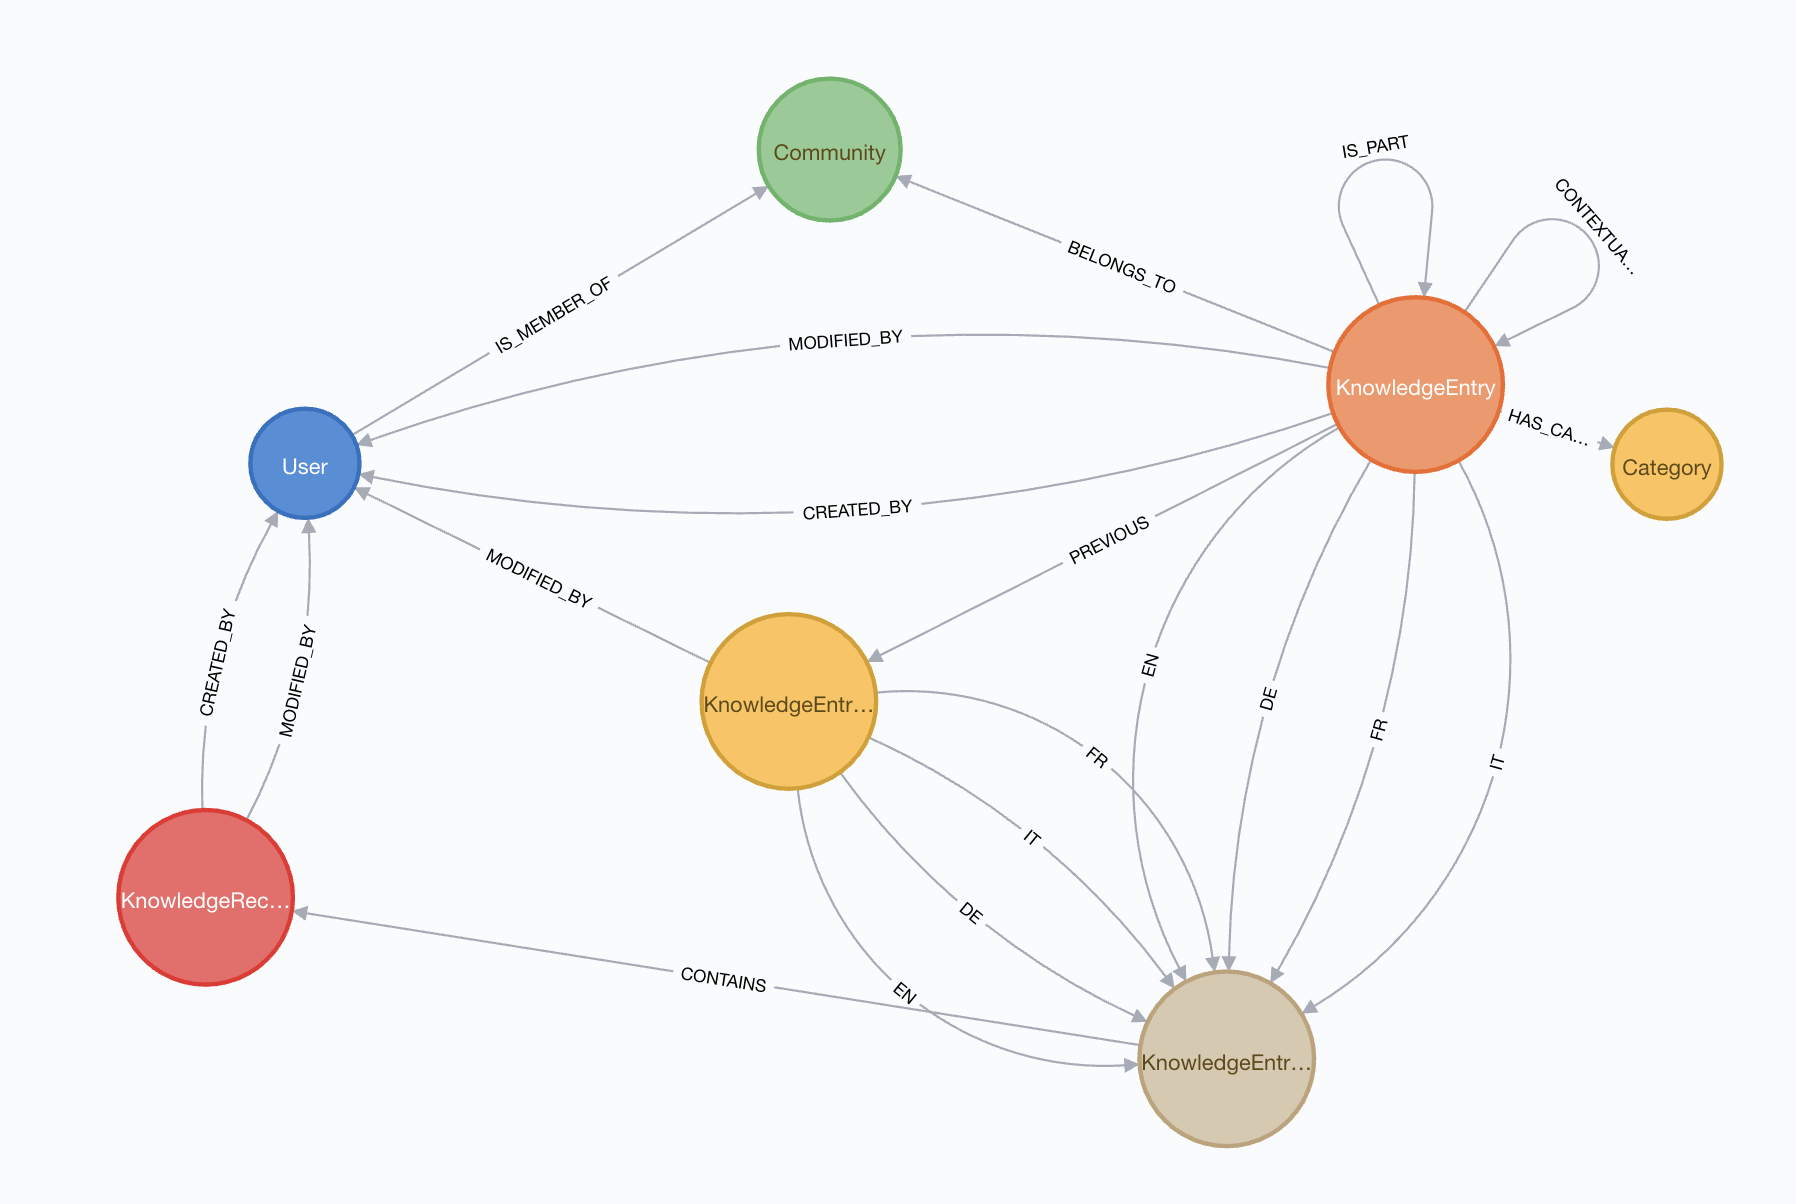 Community
IS_PART
CONTEXTUA...
IS_MEMBER_OF
BELONGS_TO
MODIFIED_BY
KnowledgeEntry
HAS_CA...
Category
User
CREATED_BY
PREVIOUS
MODIFIED_BY
CREATED_BY
MODIFIED_BY
EN
DE
FR
IT
KnowledgeEntr...
FR
IT
DE
EN
KnowledgeRec...
CONTAINS
KnowledgeEntr...